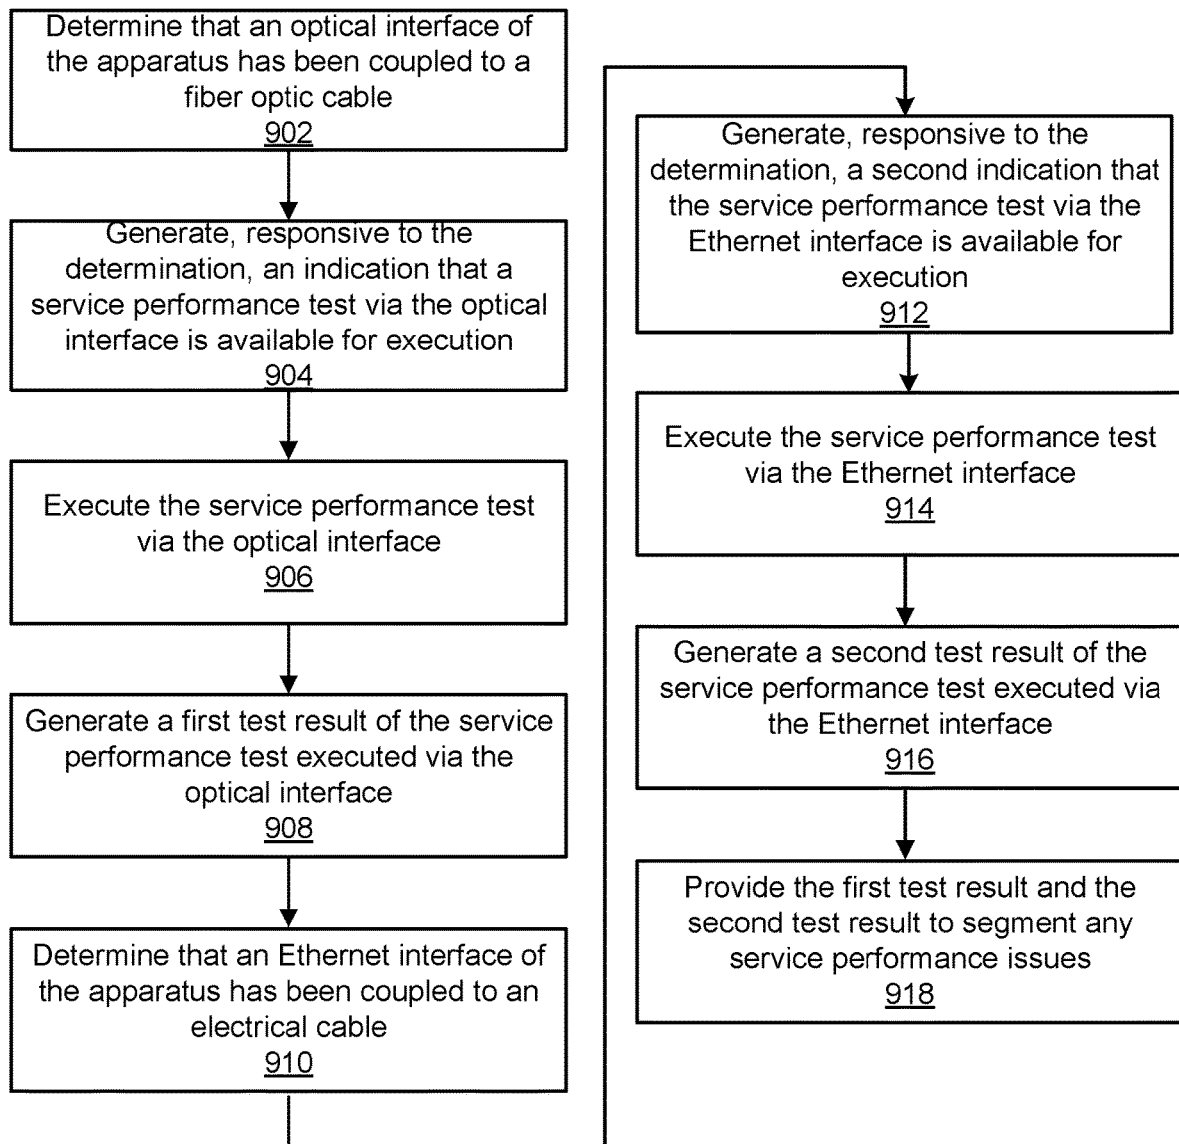 Determine that an optical interface of
the apparatus has been coupled to a
fiber optic cable
902
Generate, responsive to the
determination, an indication that a
service performance test via the optical
interface is available for execution
904
Execute the service performance test
via the optical interface
906
Generate a first test result of the service
performance test executed via the
optical interface
908
Determine that an Ethernet interface of
the apparatus has been coupled to an
electrical cable
910
Generate, responsive to the
determination, a second indication that
the service performance test via the
Ethernet interface is available for
execution
912
Execute the service performance test
via the Ethernet interface
914
Generate a second test result of the
service performance test executed via
the Ethernet interface
916
Provide the first test result and the
second test result to segment any
service performance issues
918